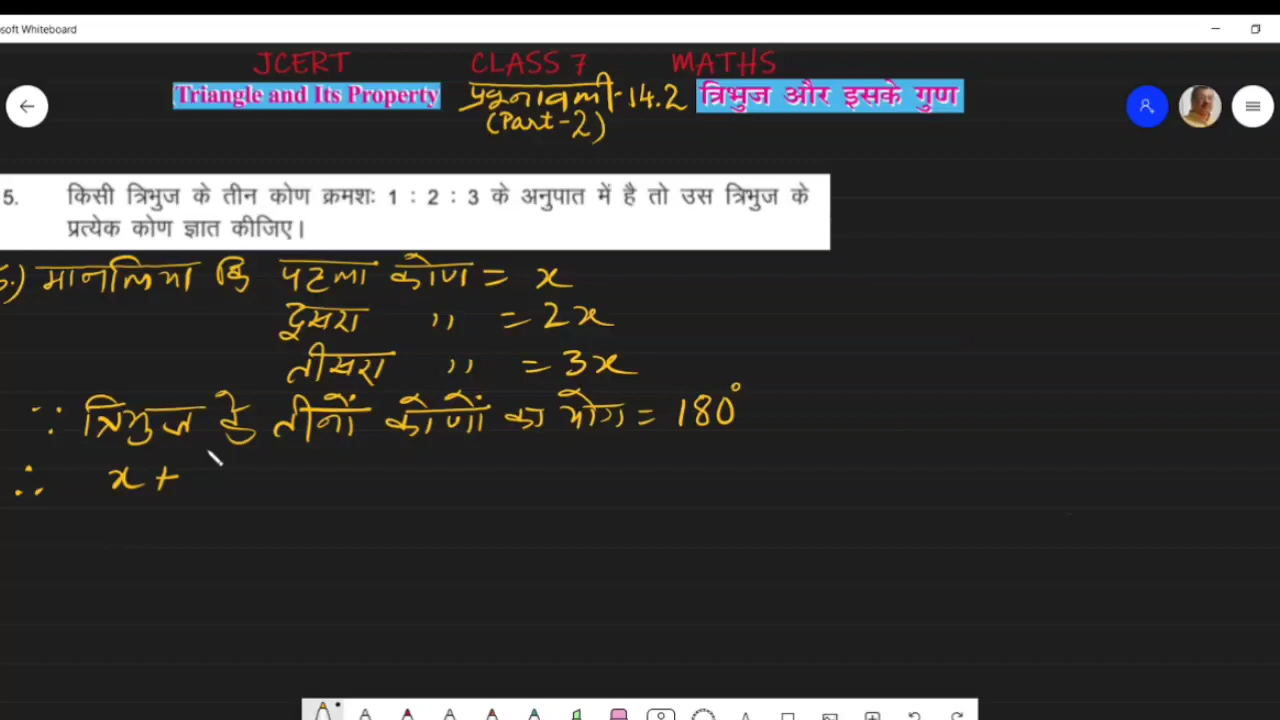 soft Whiteboard
JCERT CLASS 7 MATHS
Triangle and Its Property प्रश्नावली-14.2 त्रिभुज और इसके गुण
(Part-2)
5. किसी त्रिभुज के तीन कोण क्रमशः 1 : 2 : 3 के अनुपात में है तो उस त्रिभुज के
प्रत्येक कोण ज्ञात कीजिए।
मानलिया कि पहला कोण = x
दूसरा " = 2x
तीसरा " = 3x
∵ त्रिभुज के तीनों कोणों का योग = 180°
∴ x +